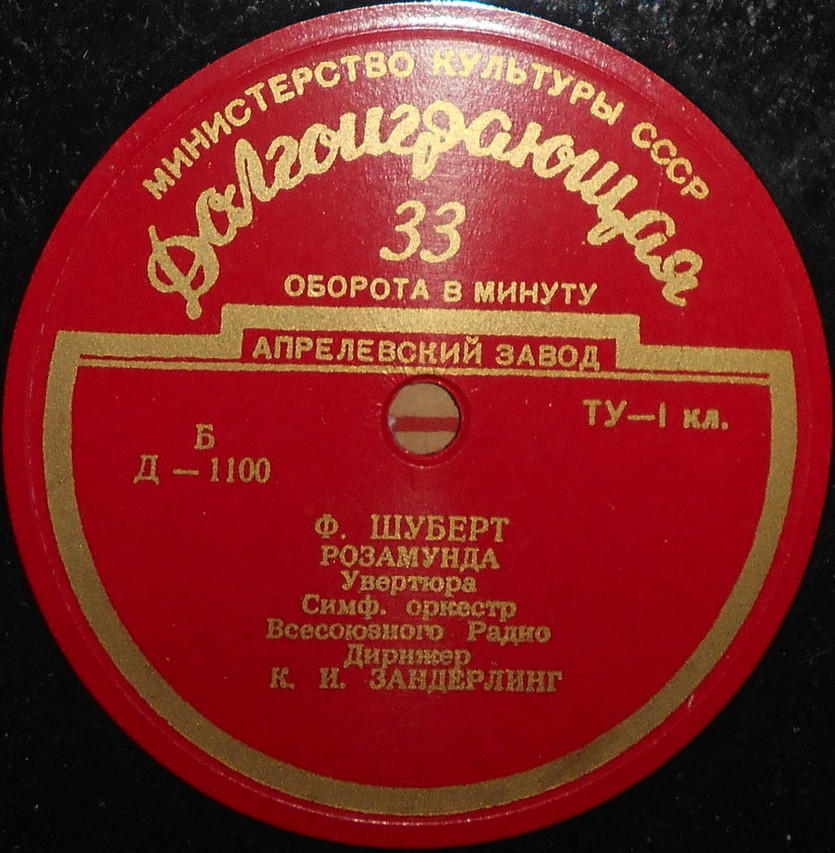 МИНИСТЕРСТВО КУЛЬТУРЫ СССР
Долгоиграющая
33
ОБОРОТА В МИНУТУ
АПРЕЛЕВСКИЙ ЗАВОД
ТУ—1 кл.
Б
Д — 1100
Ф. ШУБЕРТ
РОЗАМУНДА
Увертюра
Симф. оркестр
Всесоюзного Радио
Дирижер
К. И. ЗАНДЕРЛИНГ